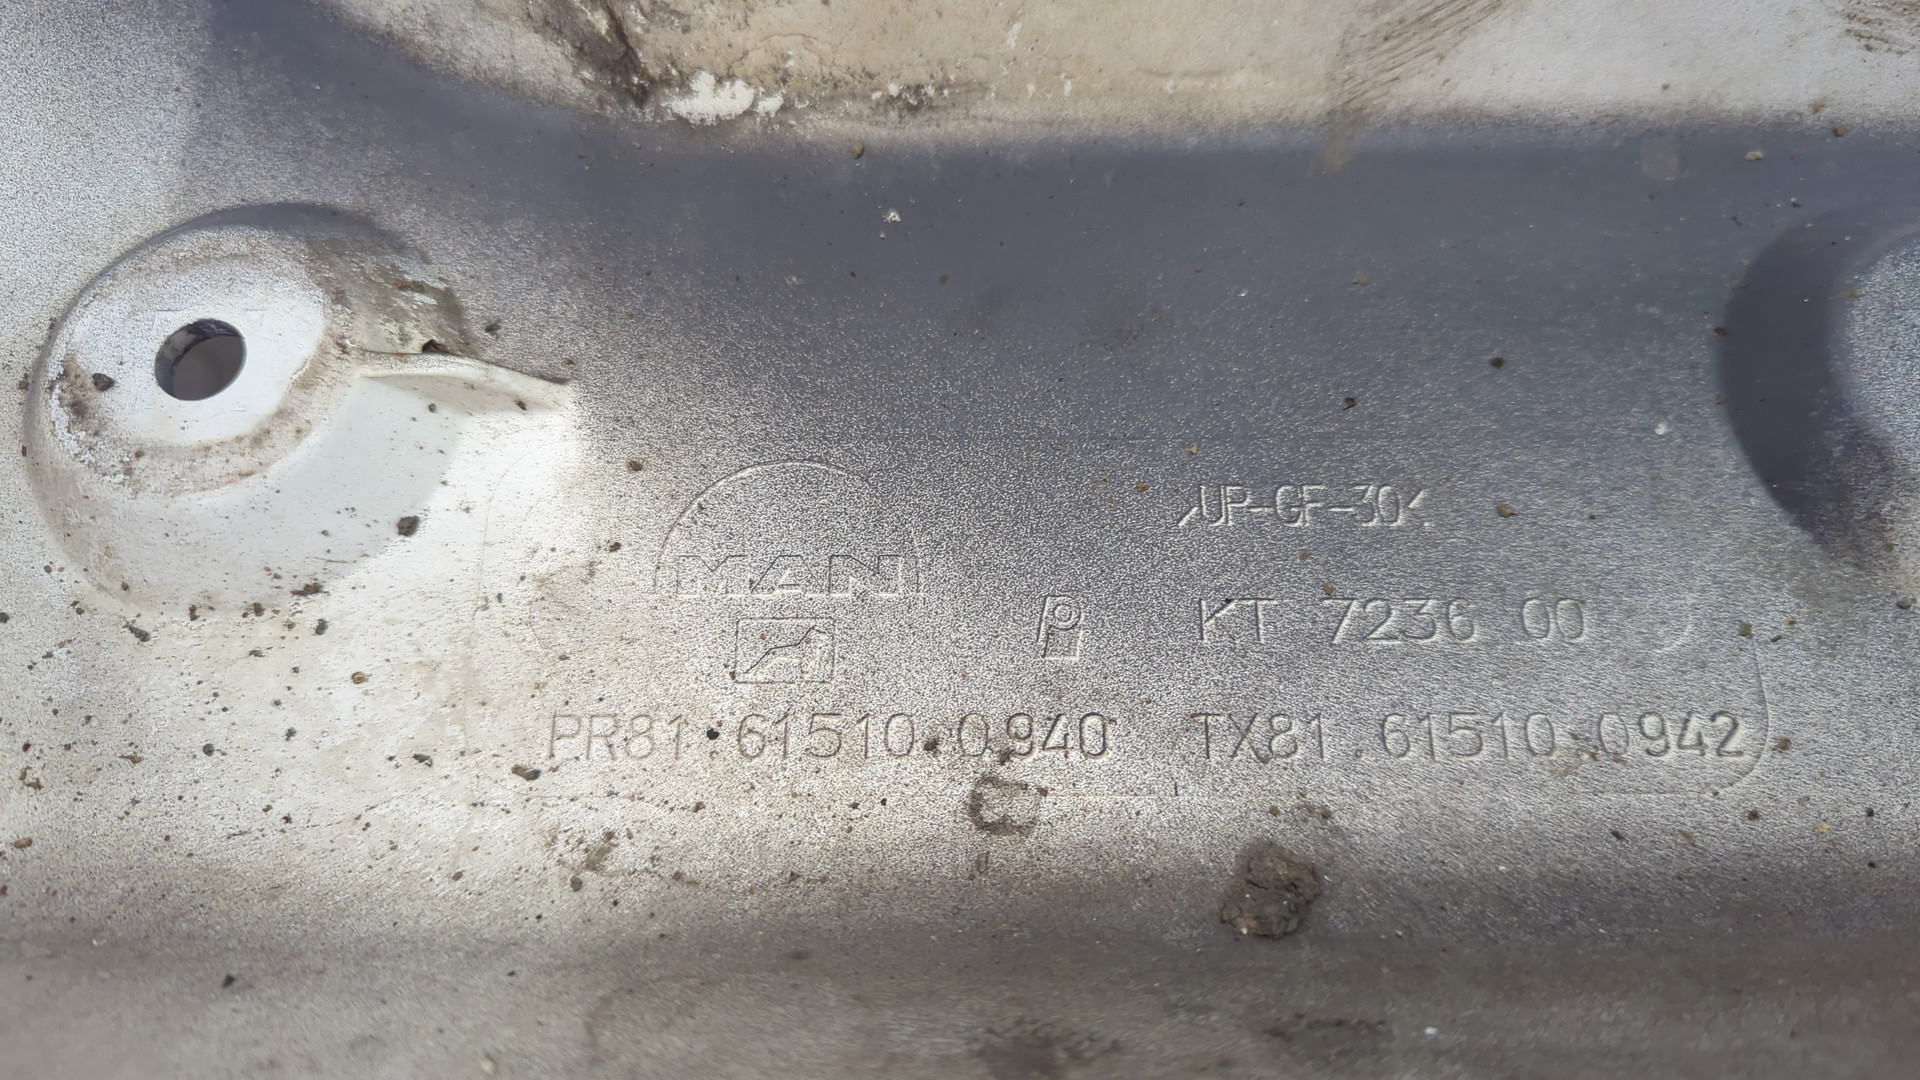 >UP-GF-30<
MAN
KT 7236 00
PR81.61510.0940 TX81.61510.0942